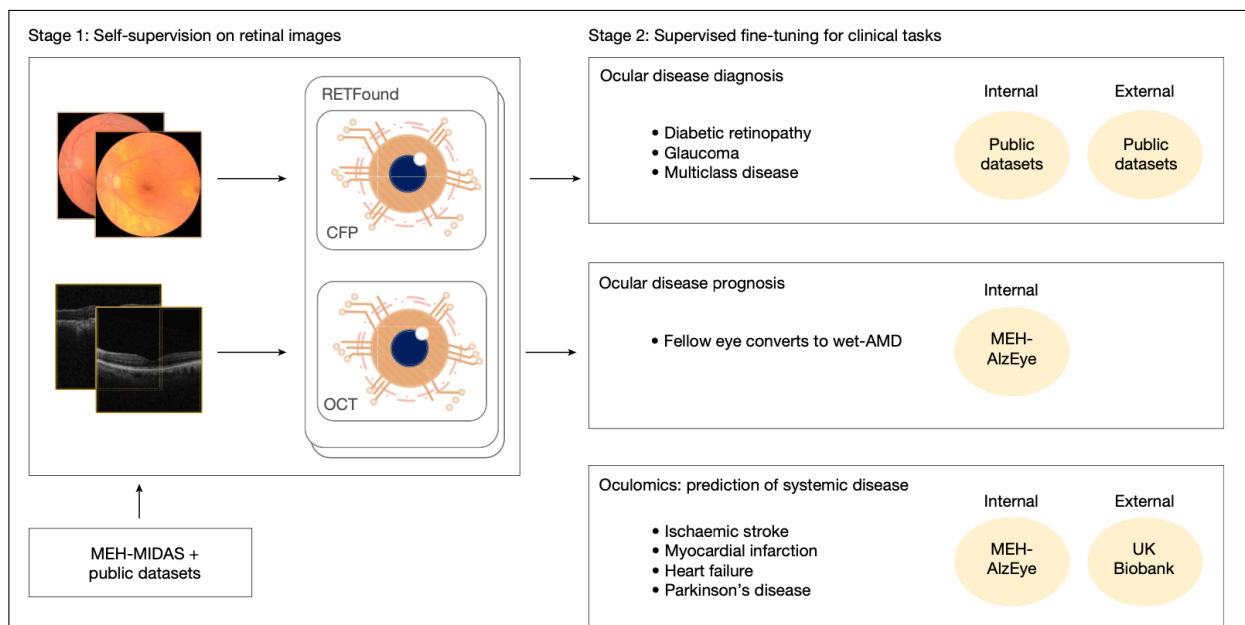 Stage 1: Self-supervision on retinal images
RETFound
CFP
OCT
MEH-MIDAS +
public datasets
Stage 2: Supervised fine-tuning for clinical tasks
Ocular disease diagnosis
• Diabetic retinopathy
• Glaucoma
• Multiclass disease
Internal
Public
datasets
External
Public
datasets
Ocular disease prognosis
• Fellow eye converts to wet-AMD
Internal
MEH-
AlzEye
Oculomics: prediction of systemic disease
• Ischaemic stroke
• Myocardial infarction
• Heart failure
• Parkinson’s disease
Internal
MEH-
AlzEye
External
UK
Biobank